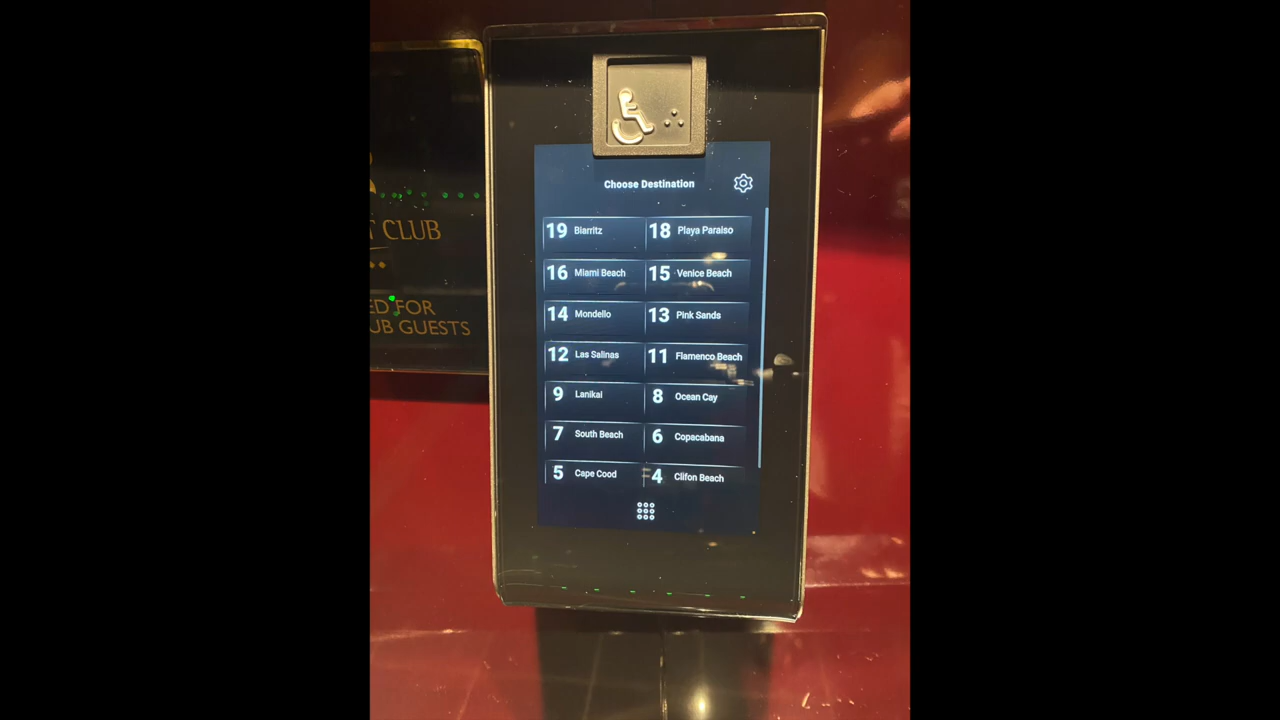 Choose Destination
19 Biarritz
18 Playa Paraiso
16 Miami Beach
15 Venice Beach
14 Mondello
13 Pink Sands
12 Las Salinas
11 Flamenco Beach
9 Lanikai
8 Ocean Cay
7 South Beach
6 Copacabana
5 Cape Cood
4 Clifon Beach
CLUB
FOR
GUESTS